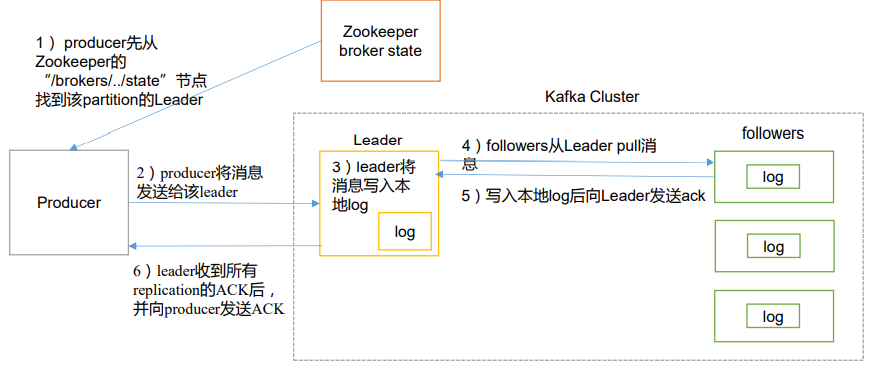 Zookeeper
broker state
1） producer先从
Zookeeper的
“/brokers/../state”节点
找到该partition的Leader
Kafka Cluster
Producer
2）producer将消息
发送给该leader
Leader
3）leader将
消息写入本
地log
log
4）followers从Leader pull消
息
5）写入本地log后向Leader发送ack
followers
log
log
log
6）leader收到所有
replication的ACK后，
并向producer发送ACK